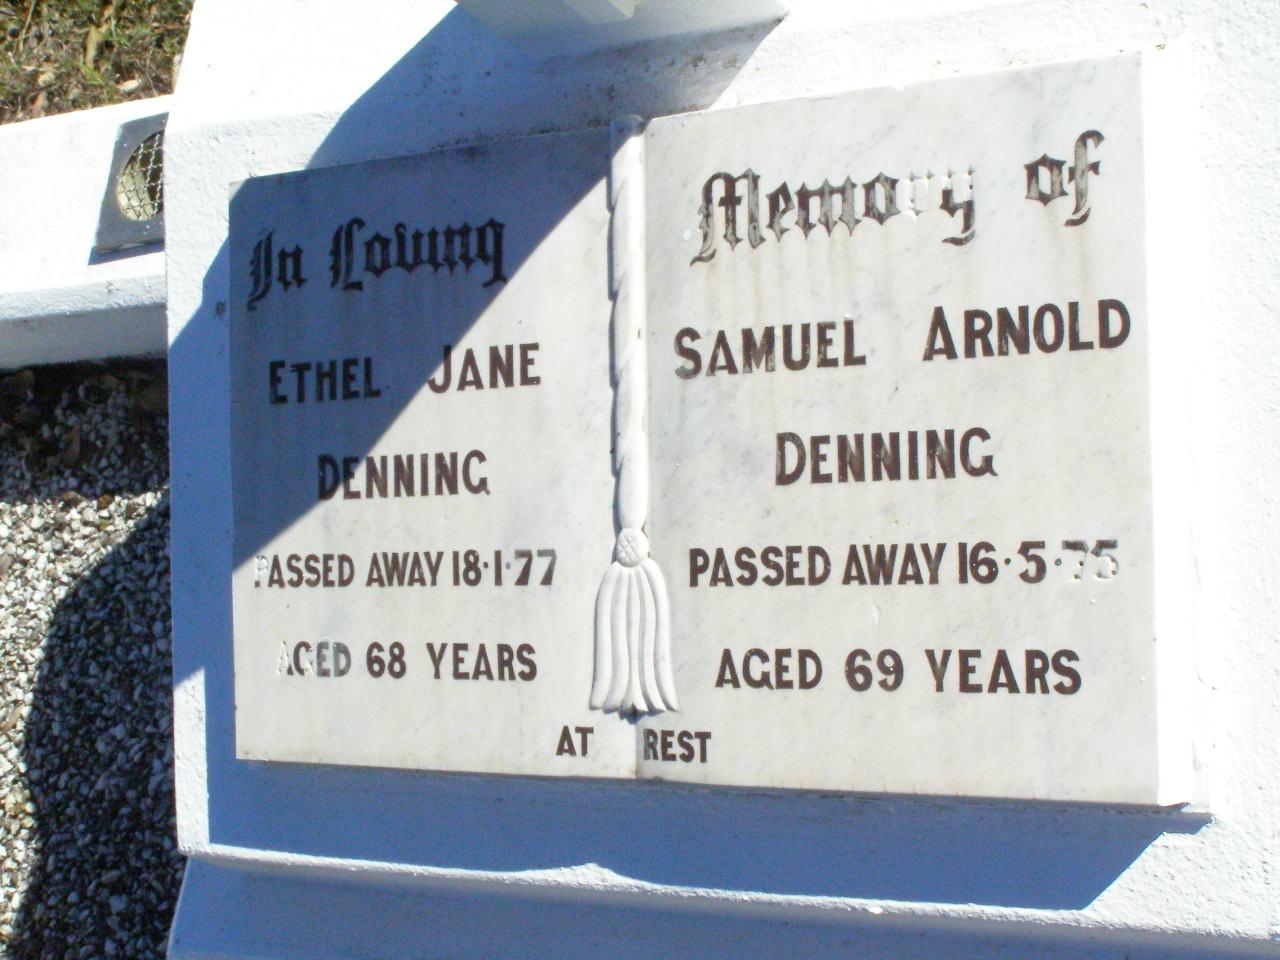 In Loving Memory of
ETHEL JANE
DENNING
PASSED AWAY 18·1·77
AGED 68 YEARS
SAMUEL ARNOLD
DENNING
PASSED AWAY 16·5·75
AGED 69 YEARS
AT REST